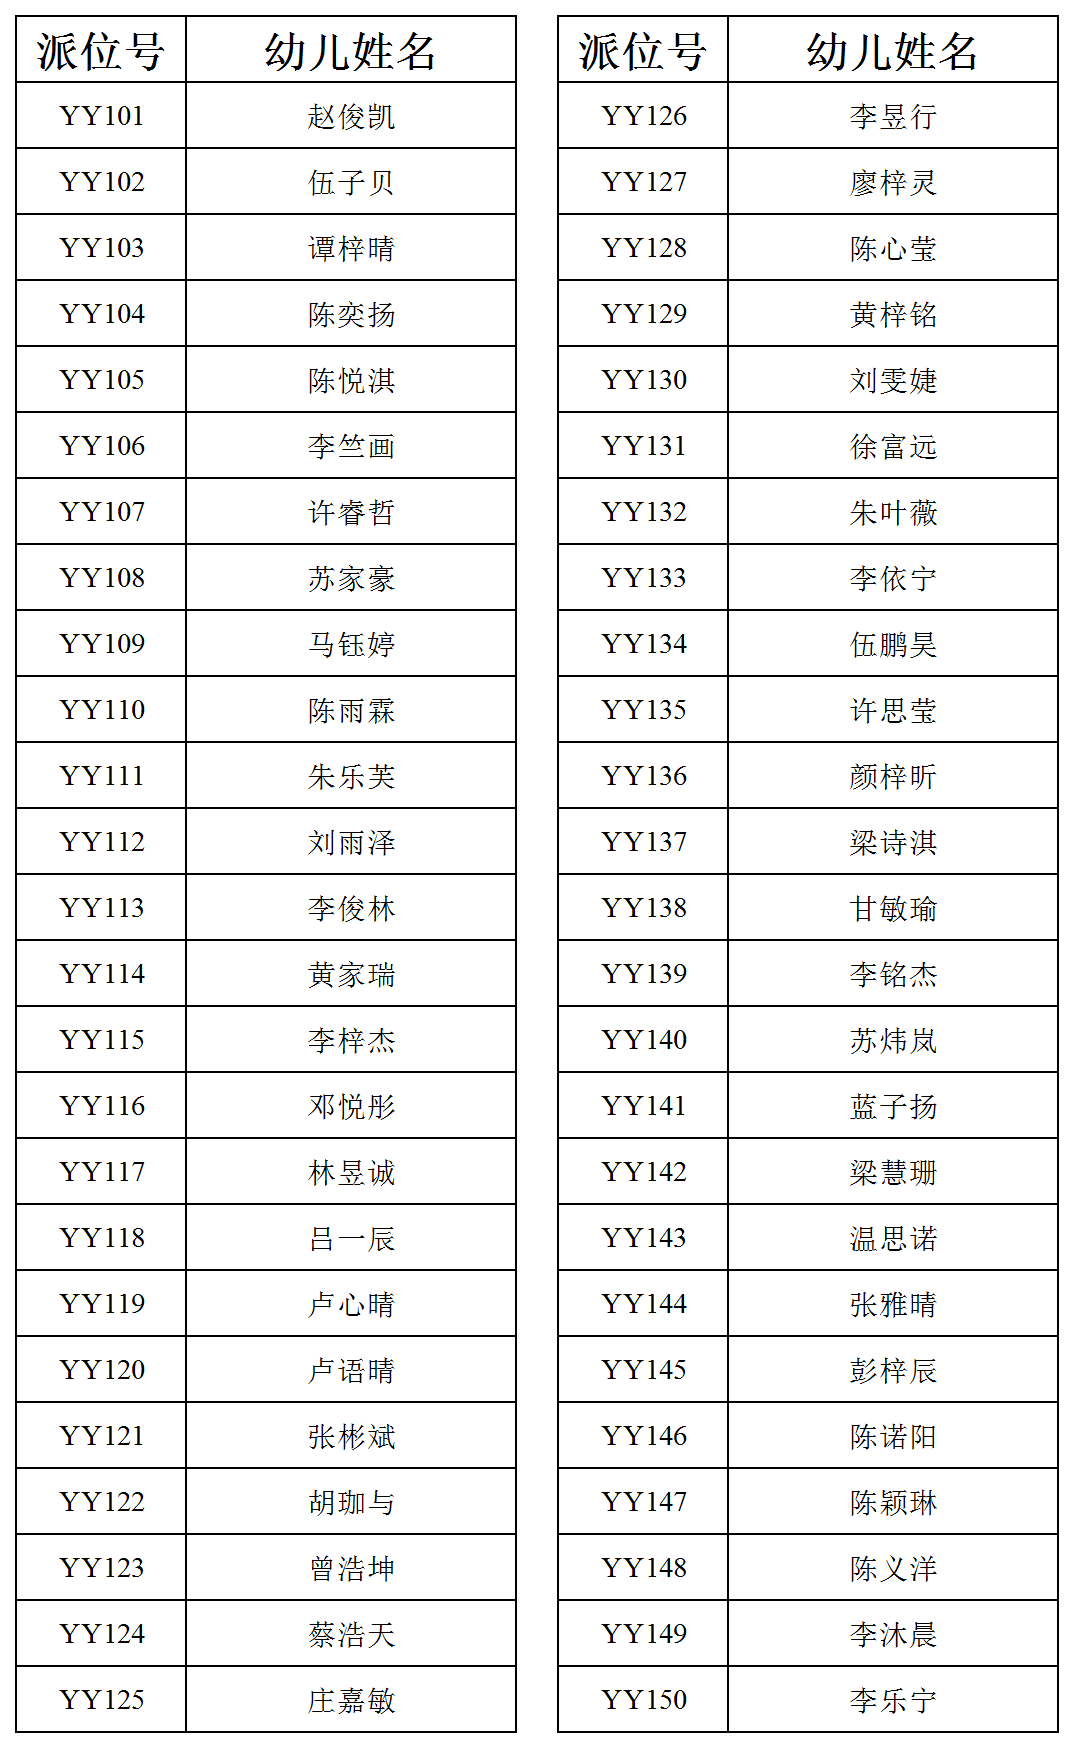 派位号 幼儿姓名
YY101 赵俊凯
YY102 伍子贝
YY103 谭梓晴
YY104 陈奕扬
YY105 陈悦淇
YY106 李竺画
YY107 许睿哲
YY108 苏家豪
YY109 马钰婷
YY110 陈雨霖
YY111 朱乐芙
YY112 刘雨泽
YY113 李俊林
YY114 黄家瑞
YY115 李梓杰
YY116 邓悦彤
YY117 林昱诚
YY118 吕一辰
YY119 卢心晴
YY120 卢语晴
YY121 张彬斌
YY122 胡珈与
YY123 曾浩坤
YY124 蔡浩天
YY125 庄嘉敏
派位号 幼儿姓名
YY126 李昱行
YY127 廖梓灵
YY128 陈心莹
YY129 黄梓铭
YY130 刘雯婕
YY131 徐富远
YY132 朱叶薇
YY133 李依宁
YY134 伍鹏昊
YY135 许思莹
YY136 颜梓昕
YY137 梁诗淇
YY138 甘敏瑜
YY139 李铭杰
YY140 苏炜岚
YY141 蓝子扬
YY142 梁慧珊
YY143 温思诺
YY144 张雅晴
YY145 彭梓辰
YY146 陈诺阳
YY147 陈颖琳
YY148 陈义洋
YY149 李沐晨
YY150 李乐宁